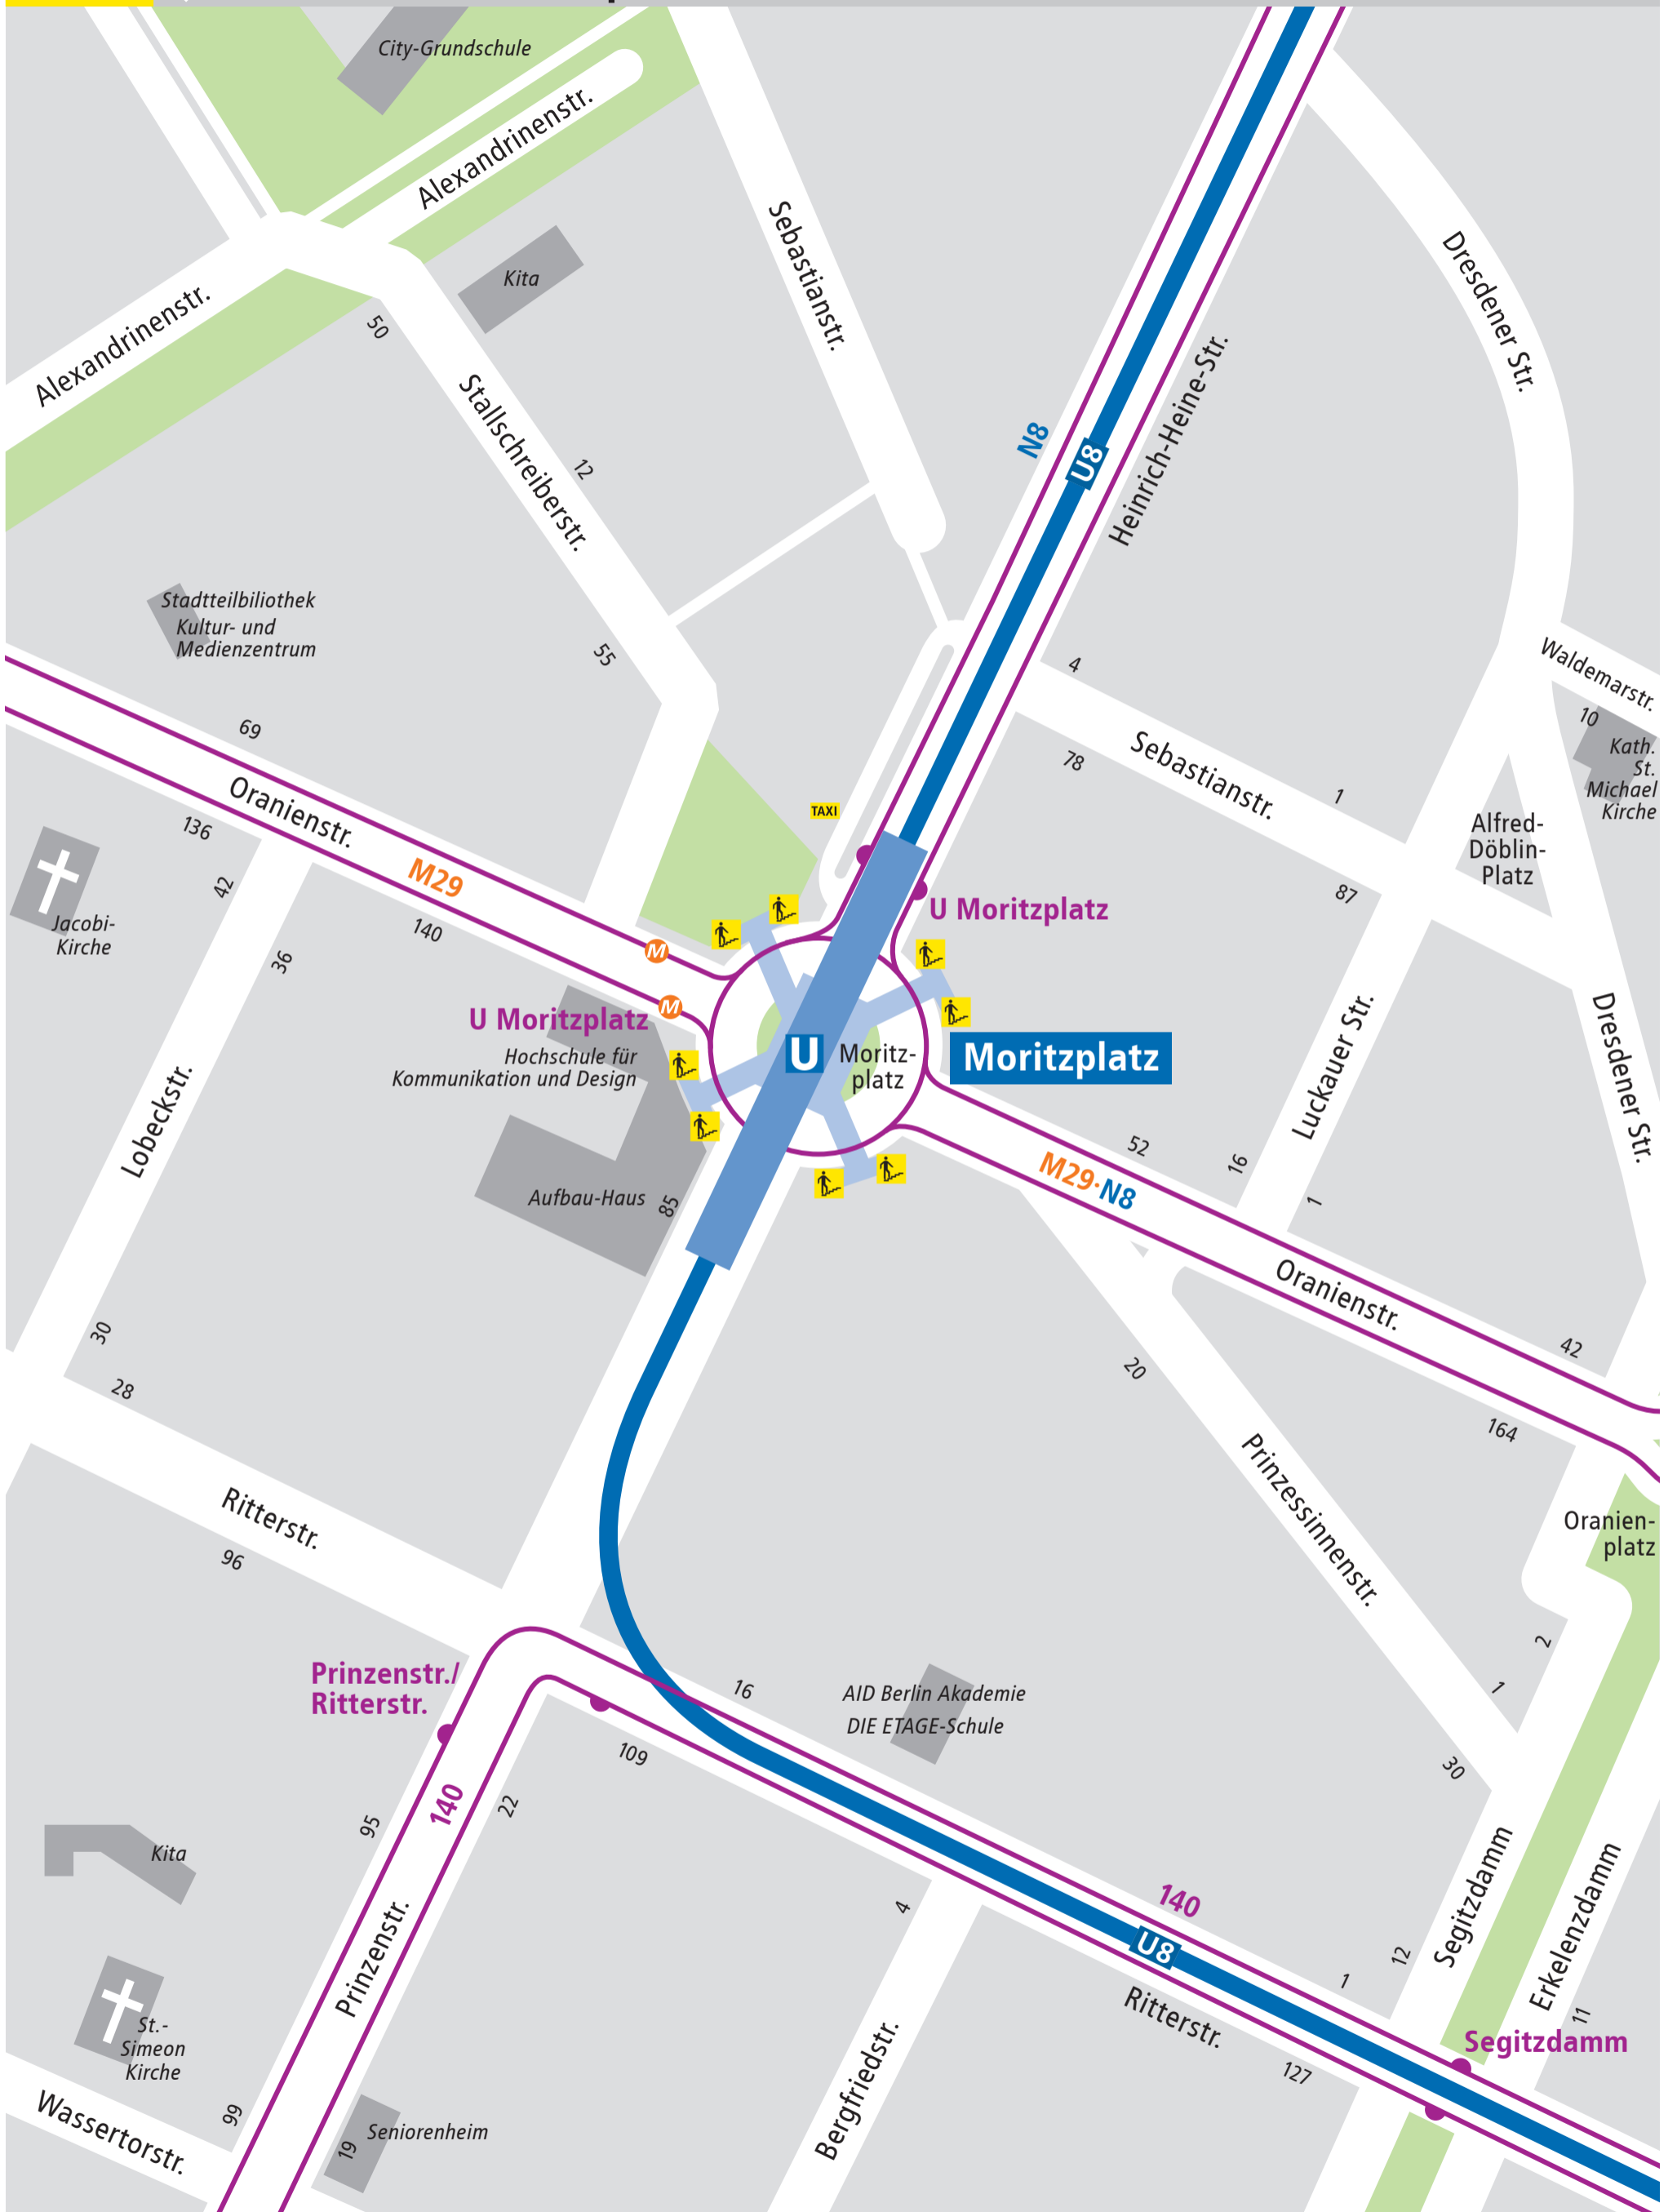 City-Grundschule
Alexandrinenstr.
Sebastianstr.
Dresdener Str.
Kita
Alexandrinenstr.
50
Stallschreiberstr.
12
N8
U8
Heinrich-Heine-Str.
Stadtteilbibliothek
Kultur- und
Medienzentrum
55
4
Waldemarstr.
10
Kath.
St.
Michael
Kirche
69
78
Sebastianstr.
1
Oranienstr.
136
TAXI
Alfred-
Döblin-
Platz
87
M29
42
140
Jacobi-
Kirche
36
U Moritzplatz
M
M
U Moritzplatz
Hochschule für
Kommunikation und Design
U
Moritz-
platz
Moritzplatz
Luckauer Str.
Dresdener Str.
Lobeckstr.
52
16
M29·N8
1
Aufbau-Haus
85
Oranienstr.
30
28
20
42
164
Ritterstr.
96
Prinzessinnenstr.
Oranien-
platz
2
Prinzenstr./
Ritterstr.
16
AID Berlin Akademie
DIE ETAGE-Schule
1
109
30
140
95
22
Kita
Segitzdamm
Erkelenzdamm
140
4
U8
12
1
Prinzenstr.
Ritterstr.
11
St.-
Simeon
Kirche
Segitzdamm
127
Bergfriedstr.
Wassertorstr.
99
19
Seniorenheim